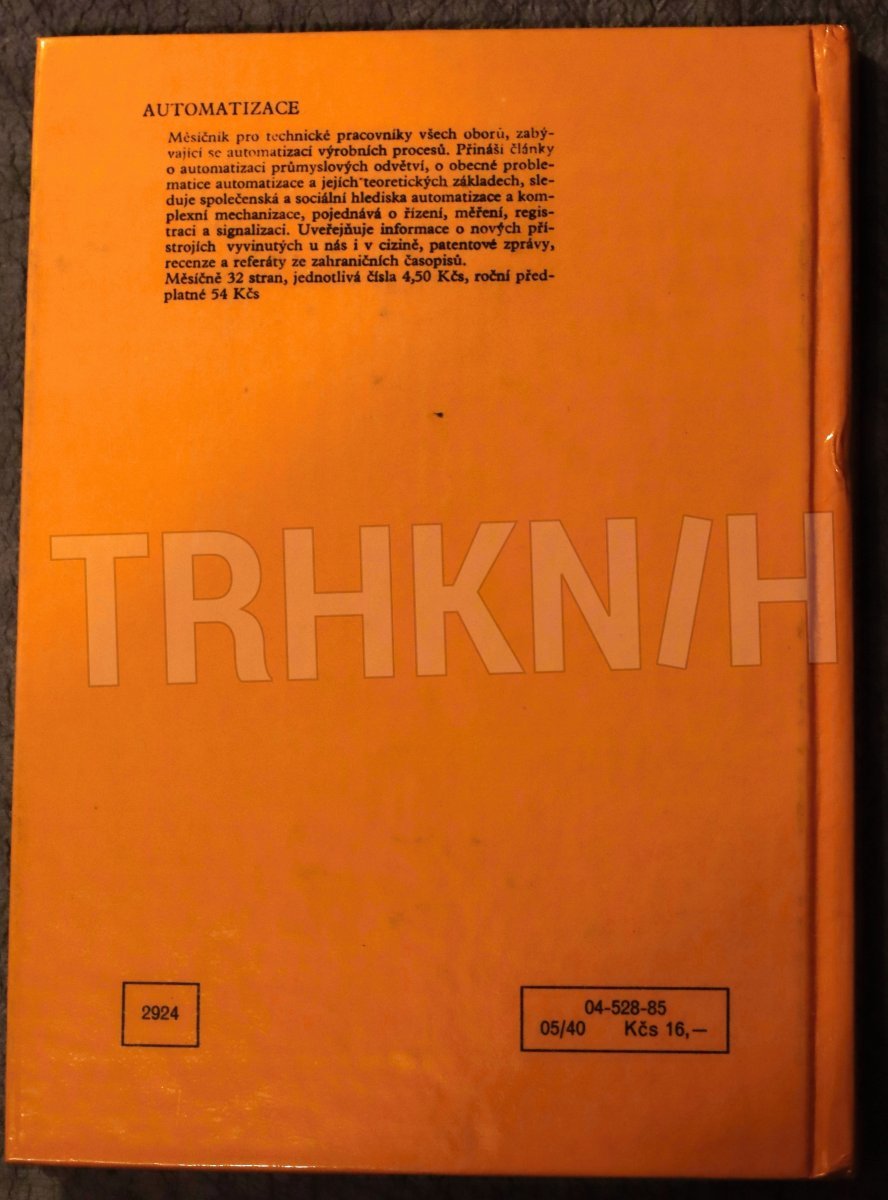 AUTOMATIZACE
Měsíčník pro technické pracovníky všech oborů, zabý-
vající se automatizací výrobních procesů. Přináší články
o automatizaci průmyslových odvětví, o obecné proble-
matice automatizace a jejích teoretických základech, sle-
duje společenská a sociální hlediska automatizace a kom-
plexní mechanizace, pojednává o řízení, měření, regis-
traci a signalizaci. Uveřejňuje informace o nových pří-
strojích vyvinutých u nás i v cizině, patentové zprávy,
recenze a referáty ze zahraničních časopisů.
Měsíčně 32 stran, jednotlivá čísla 4,50 Kčs, roční před-
platné 54 Kčs
TRHKNIH
2924
04-528-85
05/40 Kčs 16,—